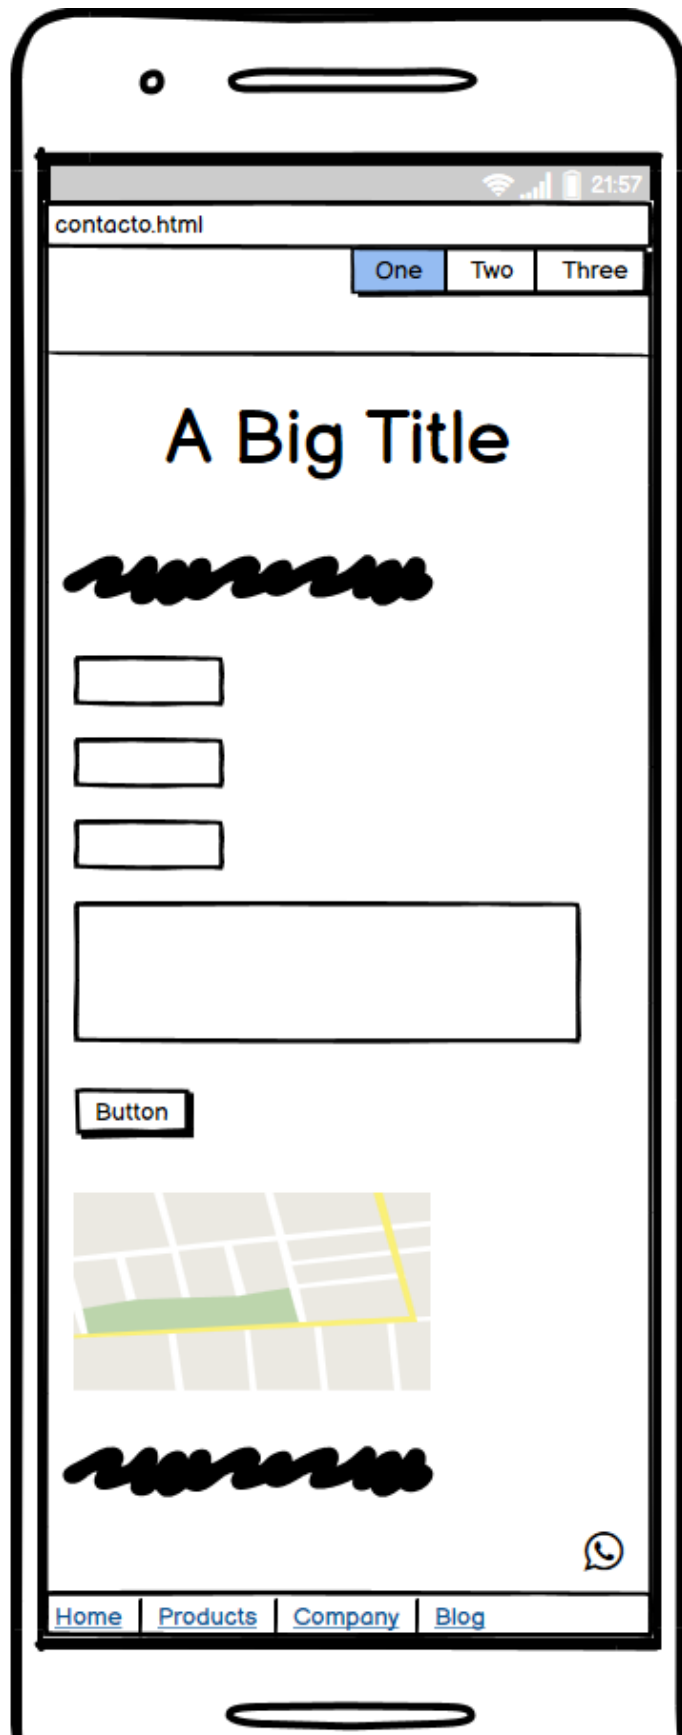 21:57
contacto.html
One Two Three
A Big Title
Button
Home Products Company Blog